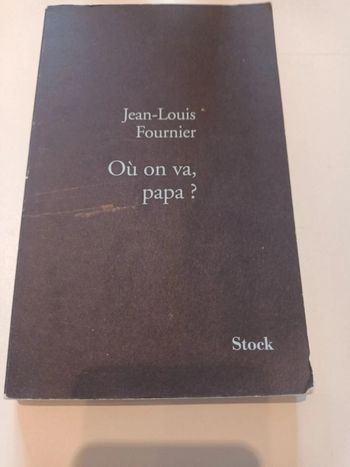 Jean-Louis
Fournier
Où on va,
papa ?
Stock